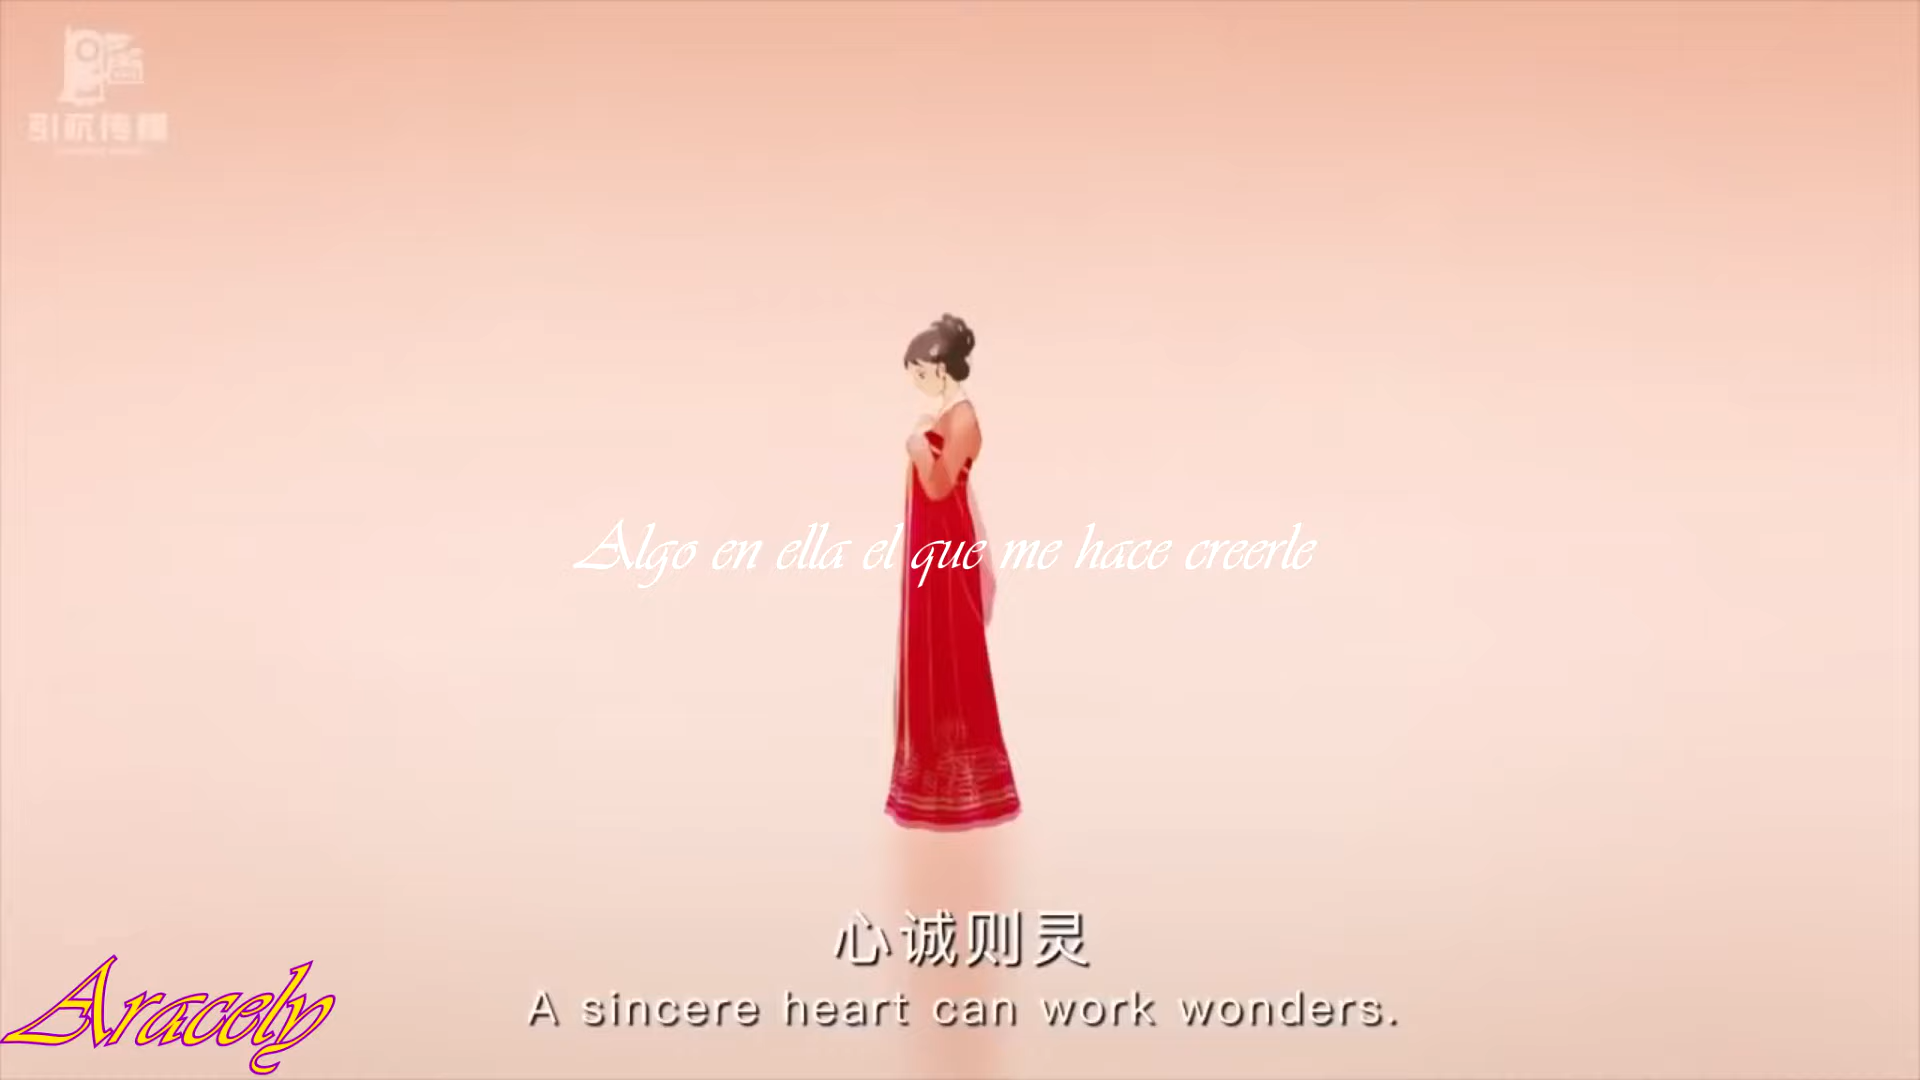 引航传媒
Algo en ella el que me hace creerle
心诚则灵
A sincere heart can work wonders.
Aracely